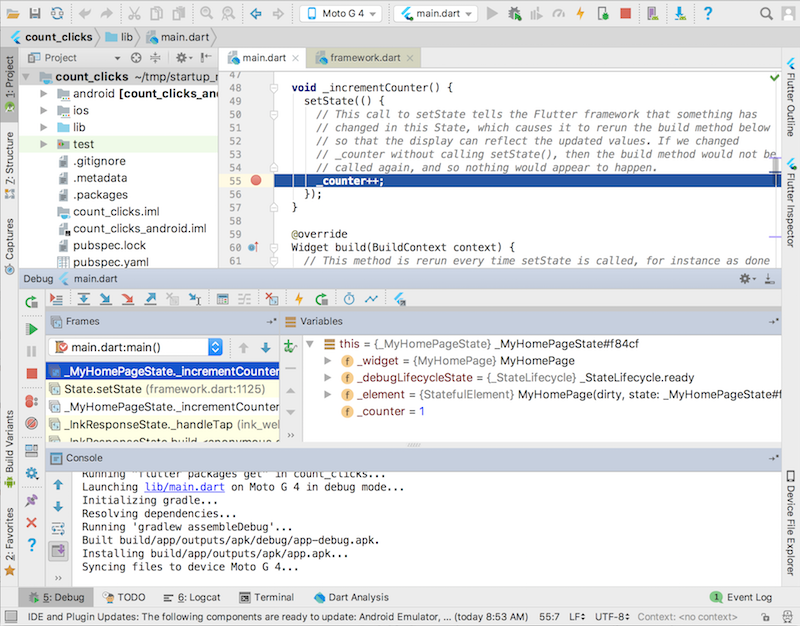 Moto G 4
main.dart
?
count_clicks
lib
main.dart
Project
main.dart
framework.dart
1: Project
Z: Structure
Captures
Build Variants
2: Favorites
Flutter Outline
Flutter Inspector
Device File Explorer
count_clicks ~/tmp/startup_
android [count_clicks_an
ios
lib
test
.gitignore
.metadata
.packages
count_clicks.iml
count_clicks_android.iml
pubspec.lock
pubspec.yaml
47
48 void _incrementCounter() {
49 setState(() {
50 // This call to setState tells the Flutter framework that something has
51 // changed in this State, which causes it to rerun the build method below
52 // so that the display can reflect the updated values. If we changed
53 // _counter without calling setState(), then the build method would not be
54 // called again, and so nothing would appear to happen.
55 _counter++;
56 });
57 }
58
59 @override
60 Widget build(BuildContext context) {
61 // This method is rerun every time setState is called, for instance as done
Debug main.dart
Frames
Variables
main.dart:main()
_MyHomePageState._incrementCounter
State.setState (framework.dart:1125)
_MyHomePageState._incrementCounter
_InkResponseState._handleTap (ink_wel
_InkResponseState.build.<anonymous
this = {_MyHomePageState} _MyHomePageState#f84cf
f _widget = {MyHomePage} MyHomePage
f _debugLifecycleState = {_StateLifecycle} _StateLifecycle.ready
f _element = {StatefulElement} MyHomePage(dirty, state: _MyHomePageState#f
f _counter = 1
Console
Running "flutter packages get" in count_clicks...
Launching lib/main.dart on Moto G 4 in debug mode...
Initializing gradle...
Resolving dependencies...
Running 'gradlew assembleDebug'...
Built build/app/outputs/apk/debug/app-debug.apk.
Installing build/app/outputs/apk/app.apk...
Syncing files to device Moto G 4...
?
5: Debug
TODO
6: Logcat
Terminal
Dart Analysis
1 Event Log
IDE and Plugin Updates: The following components are ready to update: Android Emulator, ... (today 8:53 AM)
55:7
LF
UTF-8
Context: <no context>